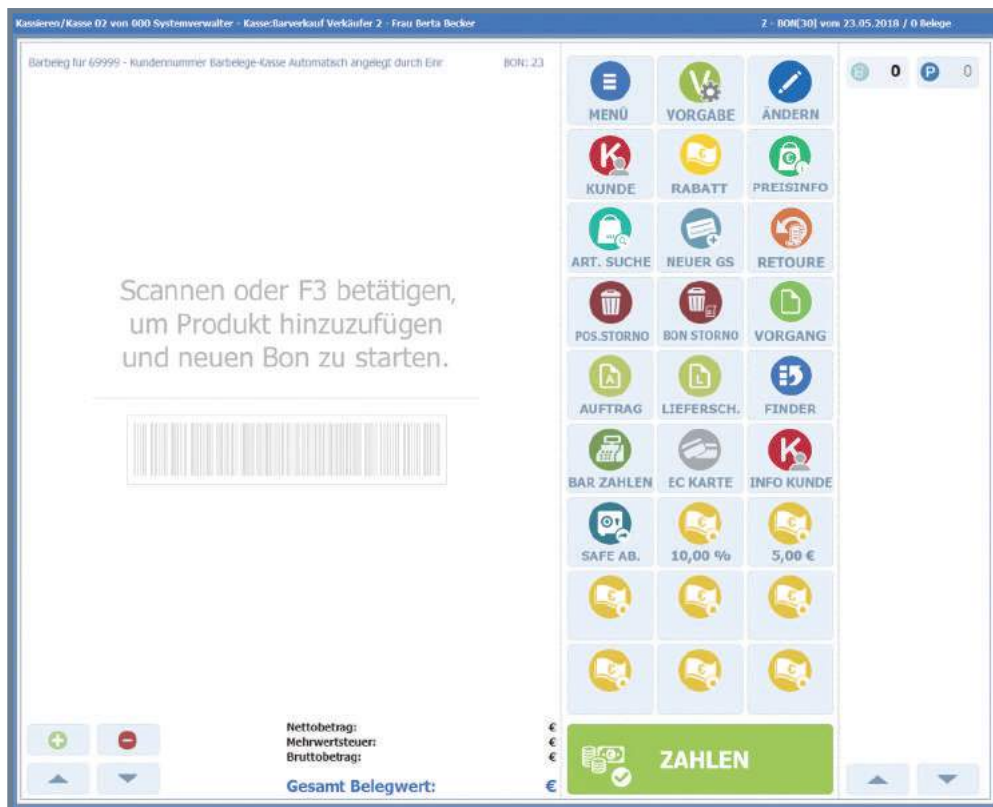 Kassieren/Kasse 02 von 000 Systemverwalter - Kasse:Barverkauf Verkäufer 2 - Frau Berta Becker
Z - BON[30] vom 23.05.2018 / 0 Belege
Barbeleg für 69999 - Kundennummer Barbelege-Kasse Automatisch angelegt durch Einr
BON: 23
Scannen oder F3 betätigen,
um Produkt hinzuzufügen
und neuen Bon zu starten.
Nettobetrag: €
Mehrwertsteuer: €
Bruttobetrag: €
Gesamt Belegwert: €
MENÜ
VORGABE
ÄNDERN
KUNDE
RABATT
PREISINFO
ART. SUCHE
NEUER GS
RETOURE
POS.STORNO
BON STORNO
VORGANG
AUFTRAG
LIEFERSCH.
FINDER
BAR ZAHLEN
EC KARTE
INFO KUNDE
SAFE AB.
10,00 %
5,00 €
ZAHLEN
0
P 0